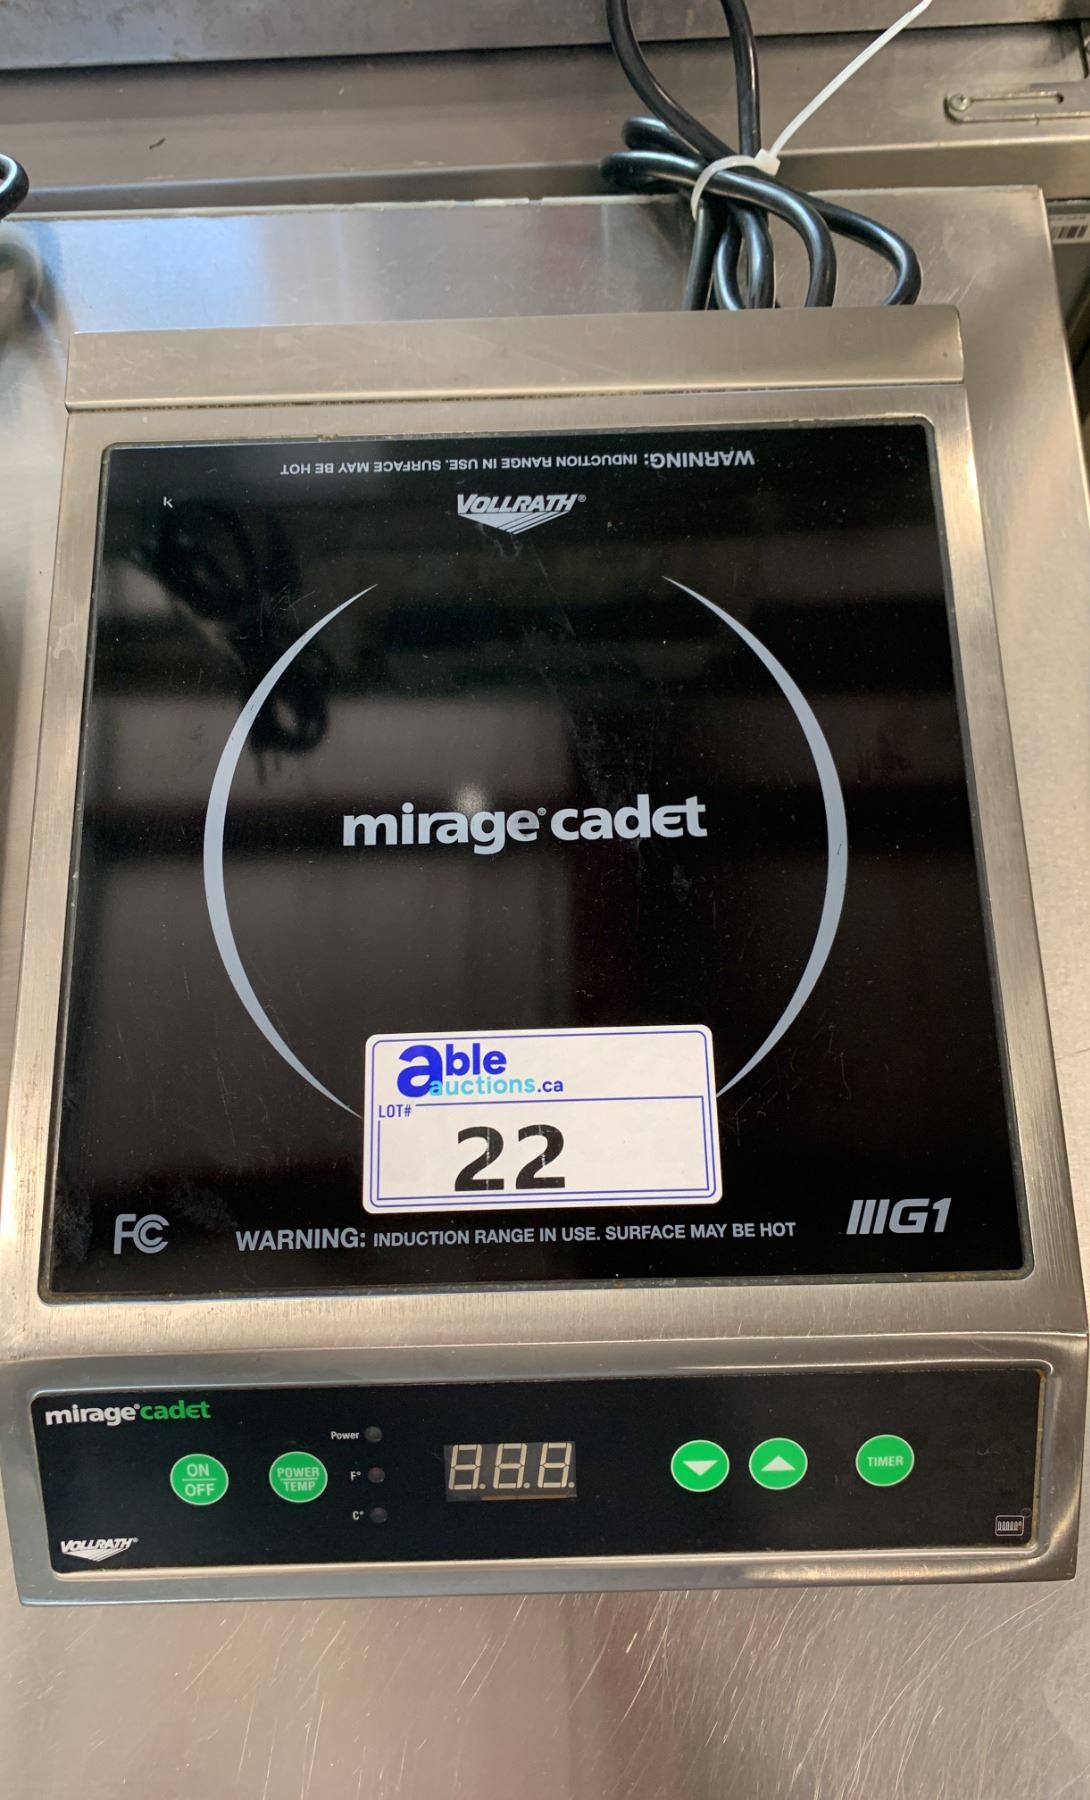 WARNING: INDUCTION RANGE IN USE. SURFACE MAY BE HOT
VOLLRATH®
k
mirage® cadet
able
auctions.ca
LOT#
22
FC
WARNING: INDUCTION RANGE IN USE. SURFACE MAY BE HOT
G1
mirage® cadet
Power
ON
OFF
POWER
TEMP
F°
C°
8.8.8.
TIMER
VOLLRATH®